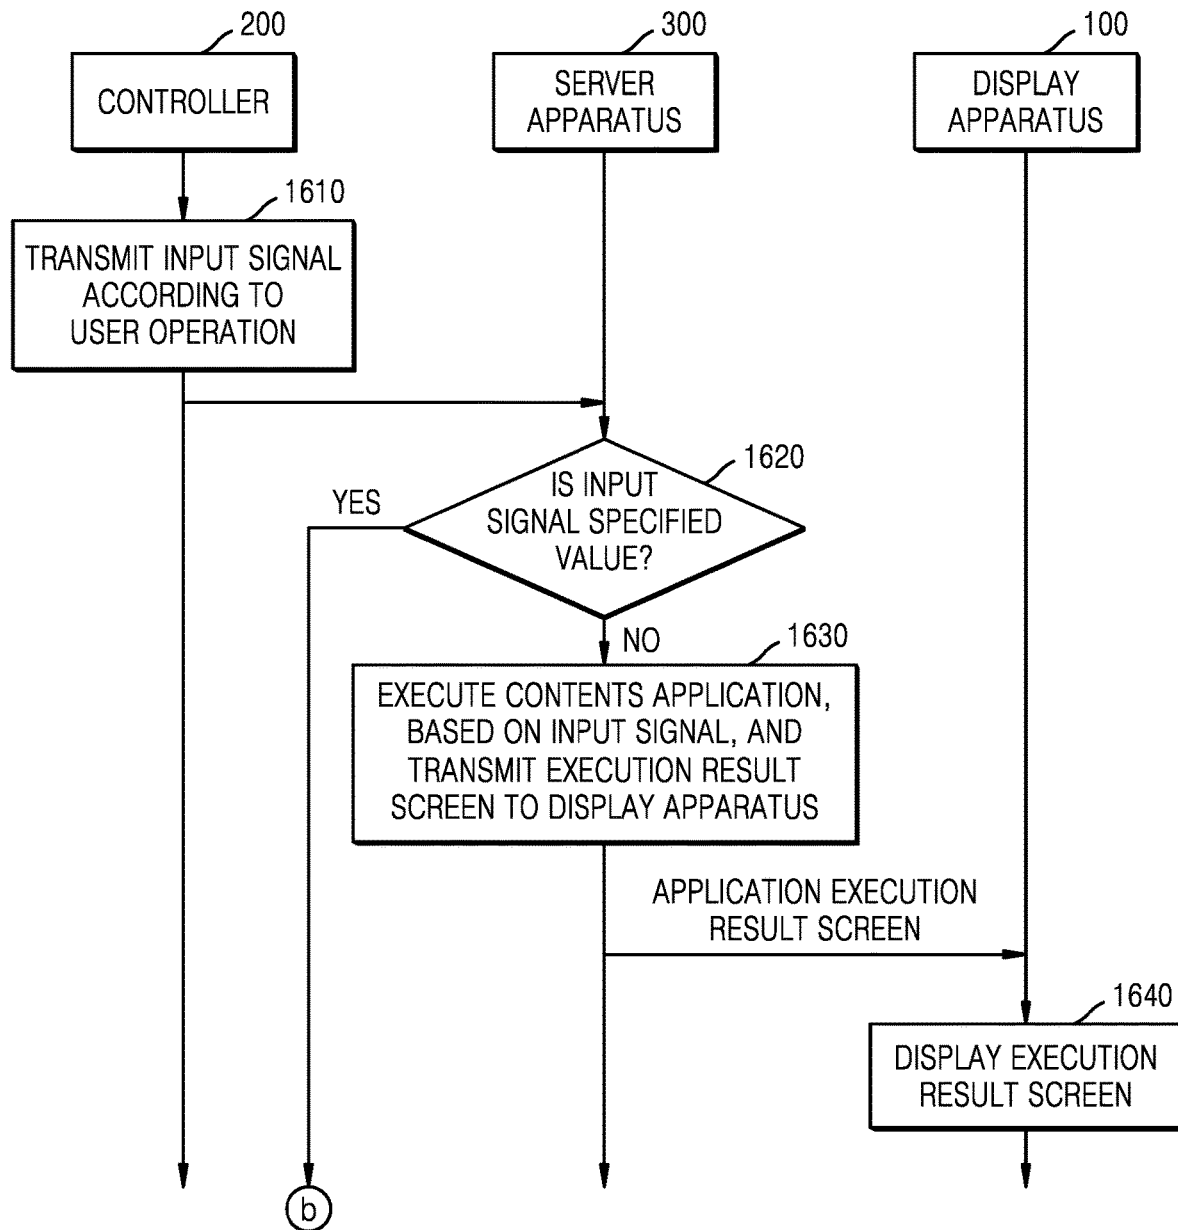 200
300
100
CONTROLLER
SERVER
APPARATUS
DISPLAY
APPARATUS
1610
TRANSMIT INPUT SIGNAL
ACCORDING TO
USER OPERATION
1620
IS INPUT
SIGNAL SPECIFIED
VALUE?
YES
NO
1630
EXECUTE CONTENTS APPLICATION,
BASED ON INPUT SIGNAL, AND
TRANSMIT EXECUTION RESULT
SCREEN TO DISPLAY APPARATUS
APPLICATION EXECUTION
RESULT SCREEN
1640
DISPLAY EXECUTION
RESULT SCREEN
b